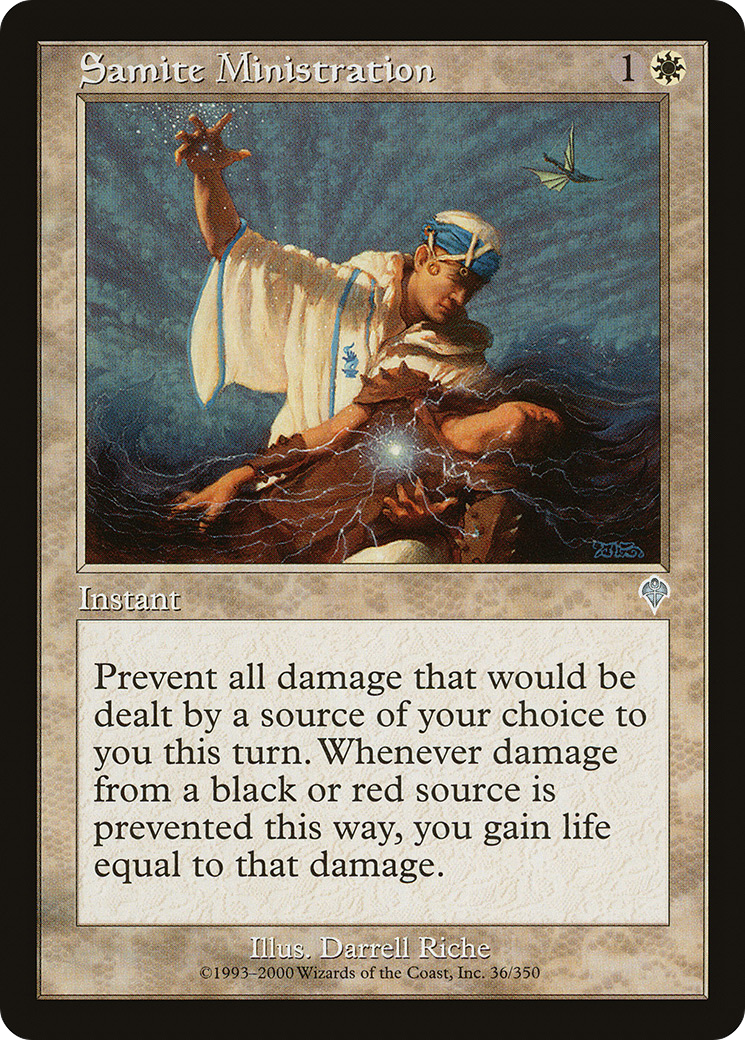 Samite Ministration 1
Instant
Prevent all damage that would be
dealt by a source of your choice to
you this turn. Whenever damage
from a black or red source is
prevented this way, you gain life
equal to that damage.
Illus. Darrell Riche
©1993–2000 Wizards of the Coast, Inc. 36/350